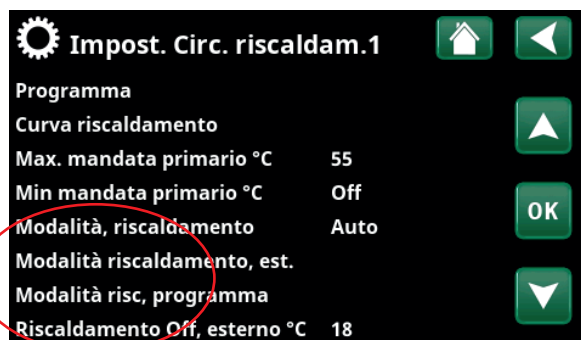 Impost. Circ. riscaldam.1
Programma
Curva riscaldamento
Max. mandata primario °C 55
Min mandata primario °C Off
Modalità, riscaldamento Auto
OK
Modalità riscaldamento, est.
Modalità risc, programma
Riscaldamento Off, esterno °C 18